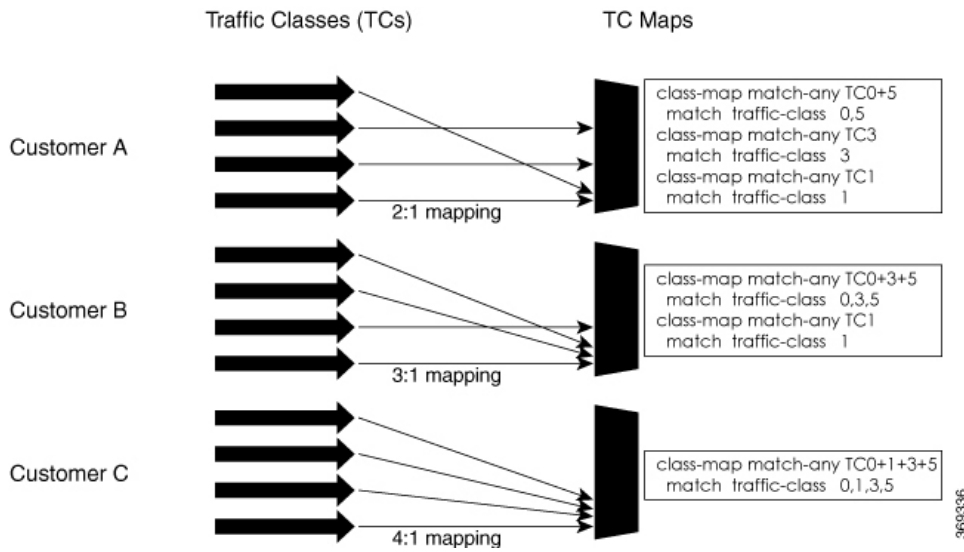 Traffic Classes (TCs)
TC Maps
Customer A
2:1 mapping
class-map match-any TC0+5
match traffic-class 0,5
class-map match-any TC3
match traffic-class 3
class-map match-any TC1
match traffic-class 1
Customer B
3:1 mapping
class-map match-any TC0+3+5
match traffic-class 0,3,5
class-map match-any TC1
match traffic-class 1
Customer C
4:1 mapping
class-map match-any TC0+1+3+5
match traffic-class 0,1,3,5
369336